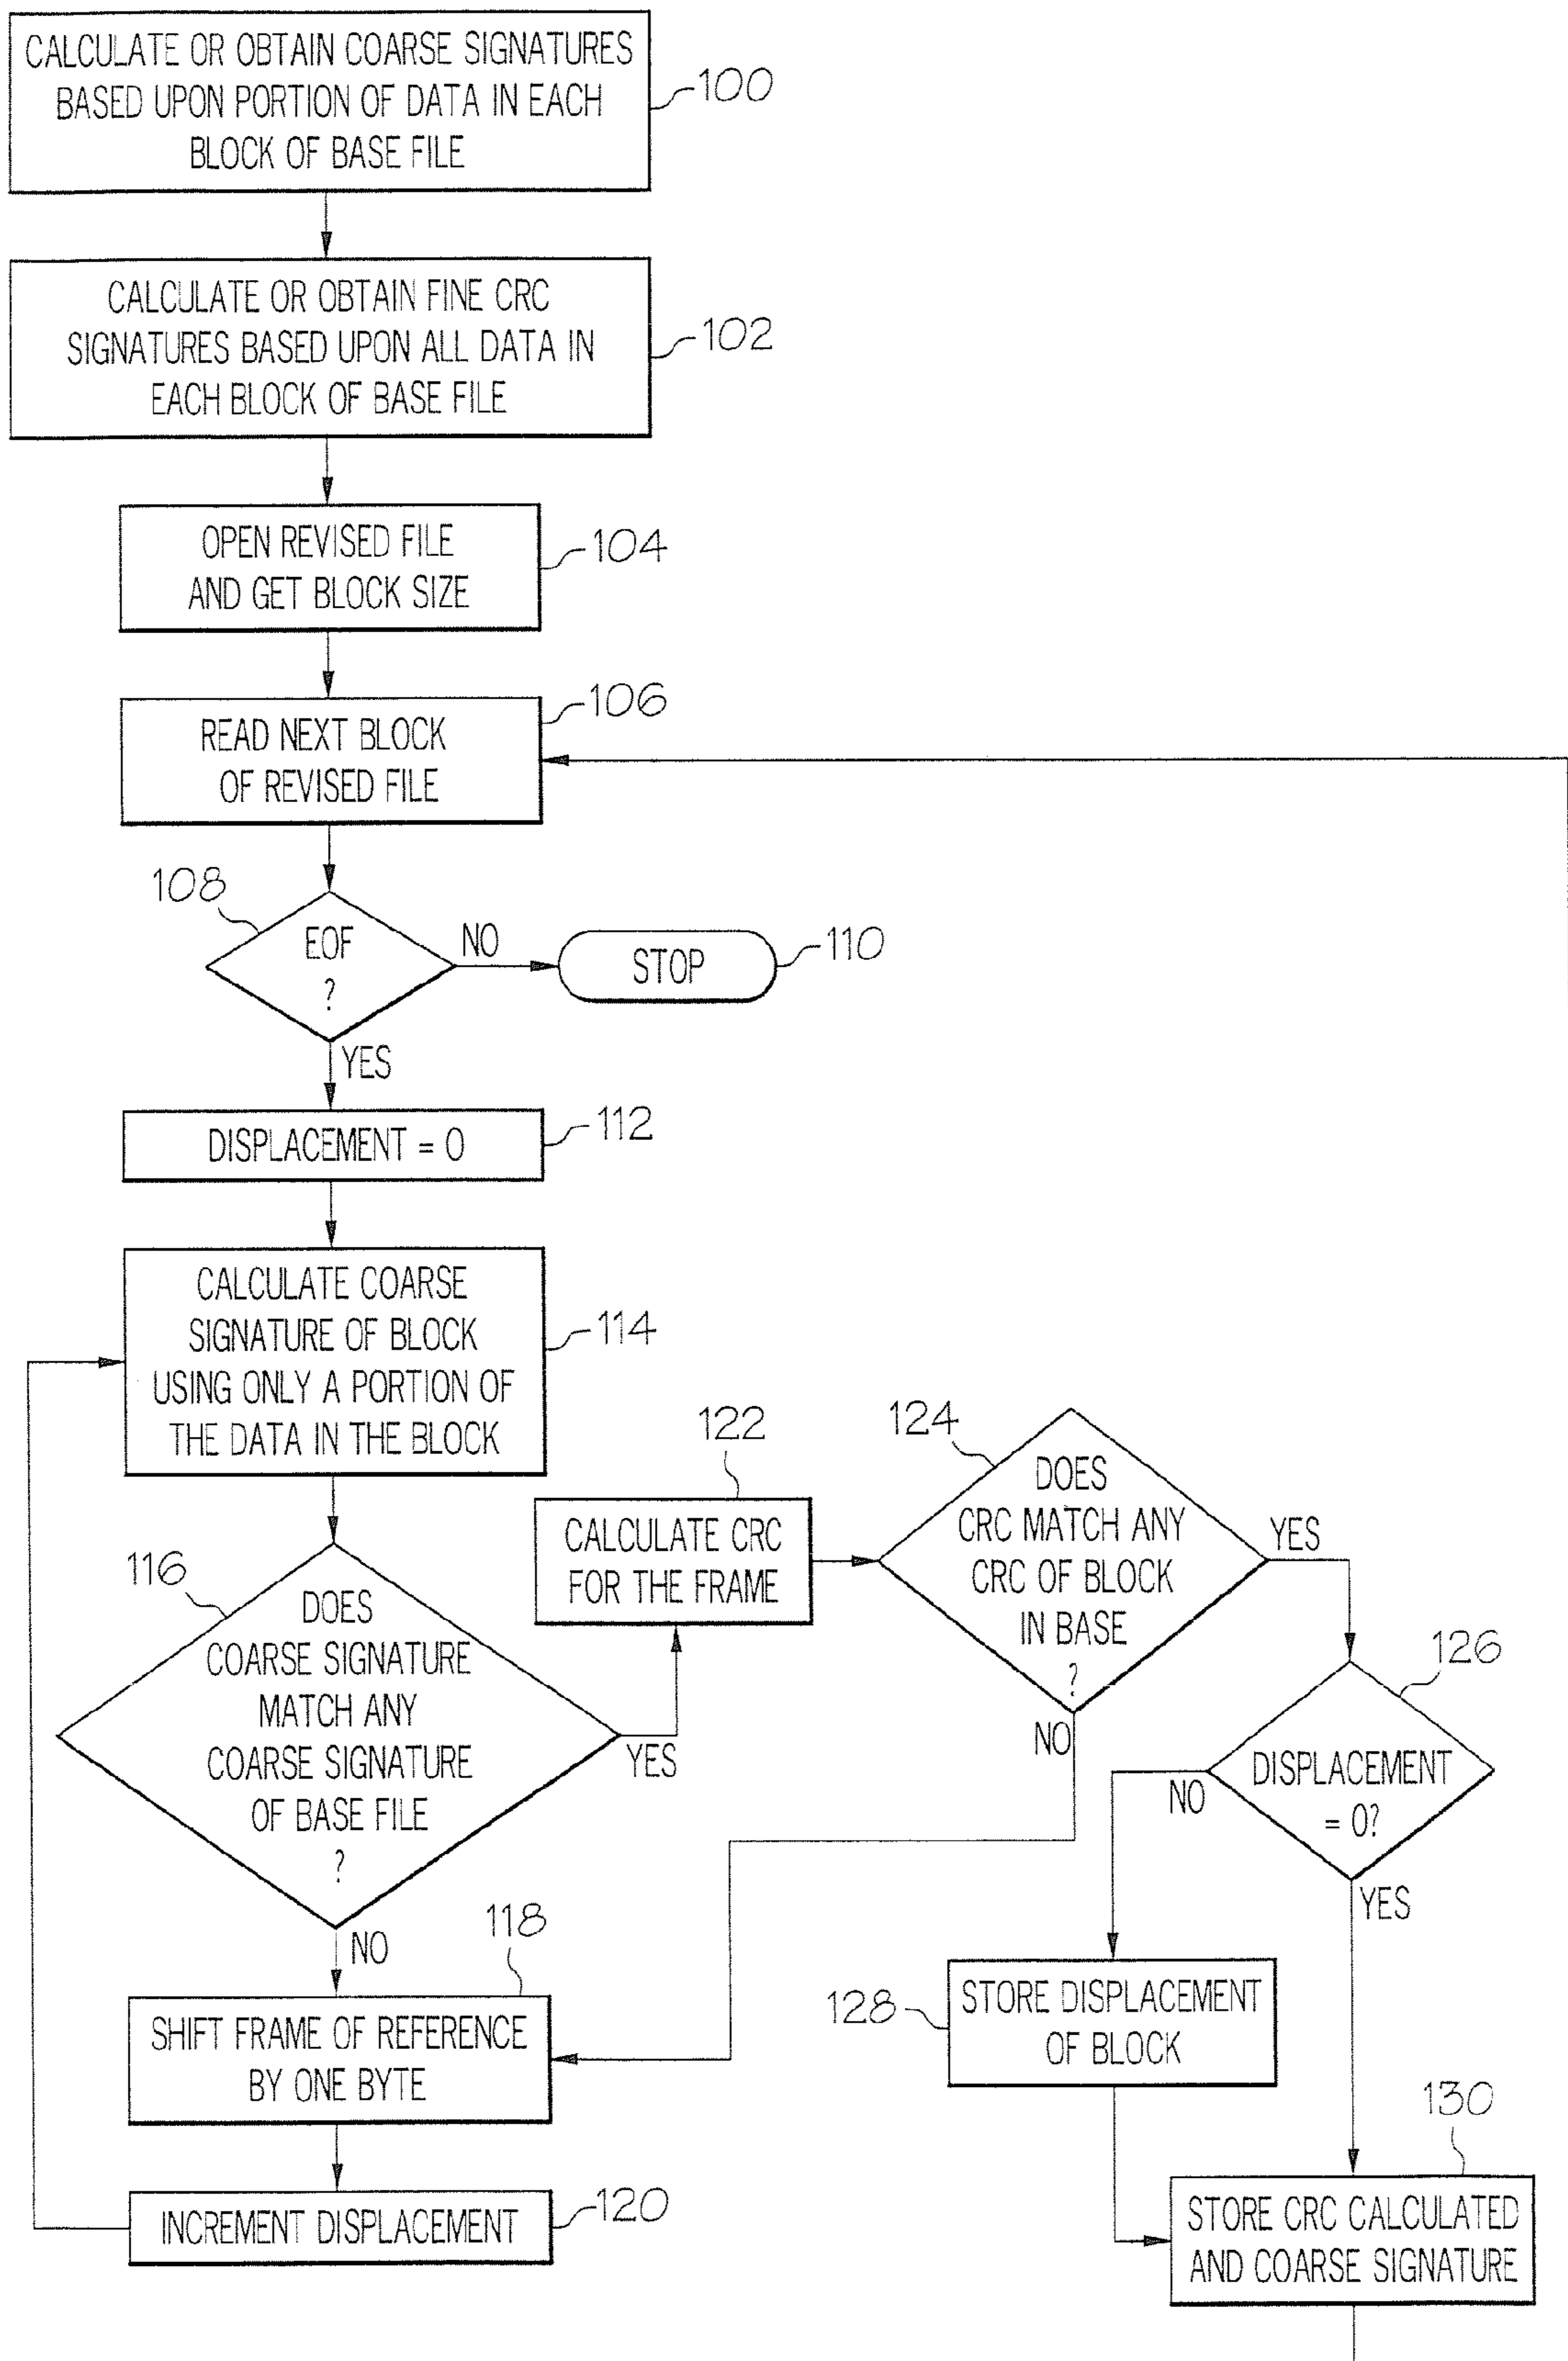 CALCULATE OR OBTAIN COARSE SIGNATURES
BASED UPON PORTION OF DATA IN EACH
BLOCK OF BASE FILE
100
CALCULATE OR OBTAIN FINE CRC
SIGNATURES BASED UPON ALL DATA IN
EACH BLOCK OF BASE FILE
102
OPEN REVISED FILE
AND GET BLOCK SIZE
104
106
READ NEXT BLOCK
OF REVISED FILE
108
EOF
?
NO
STOP
110
YES
DISPLACEMENT = 0
112
CALCULATE COARSE
SIGNATURE OF BLOCK
USING ONLY A PORTION OF
THE DATA IN THE BLOCK
114
116
DOES
COARSE SIGNATURE
MATCH ANY
COARSE SIGNATURE
OF BASE FILE
?
YES
NO
122
CALCULATE CRC
FOR THE FRAME
124
DOES
CRC MATCH ANY
CRC OF BLOCK
IN BASE
?
YES
NO
126
DISPLACEMENT
= 0?
NO
YES
118
SHIFT FRAME OF REFERENCE
BY ONE BYTE
128
STORE DISPLACEMENT
OF BLOCK
INCREMENT DISPLACEMENT
120
130
STORE CRC CALCULATED
AND COARSE SIGNATURE